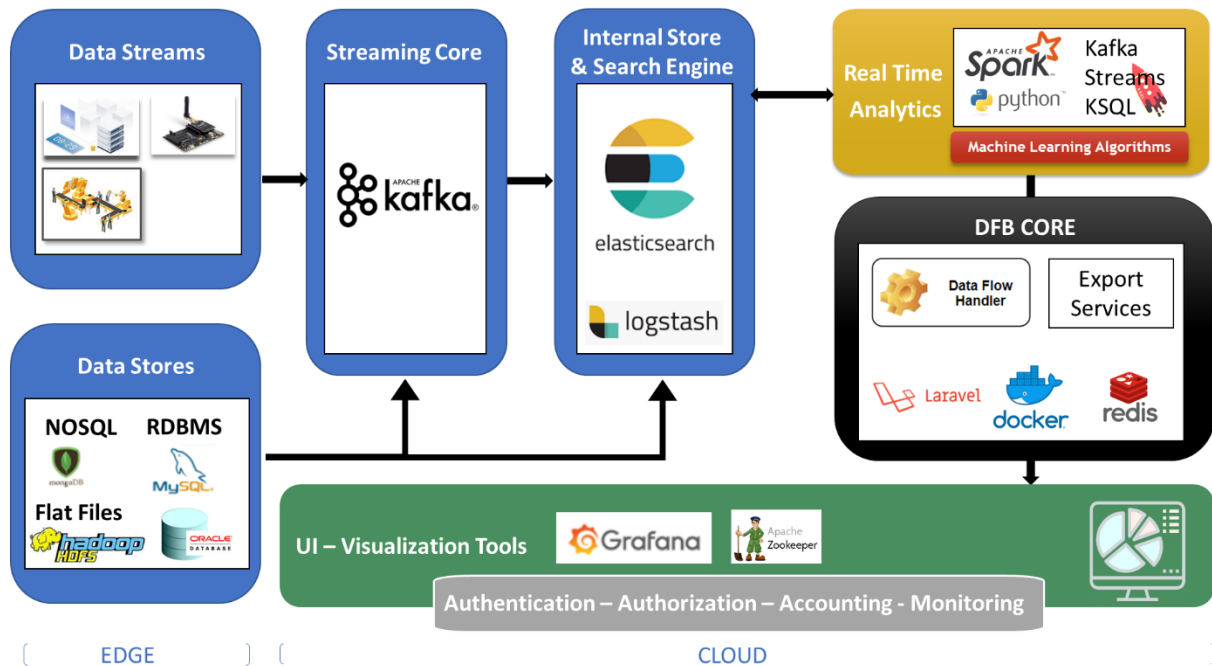 Data Streams
Streaming Core
APACHE
kafka®
Internal Store
& Search Engine
elasticsearch
logstash
Real Time
Analytics
APACHE
Spark™
python™
Kafka
Streams
KSQL
Machine Learning Algorithms
DFB CORE
Data Flow
Handler
Export
Services
Laravel
docker
redis
Data Stores
NOSQL
RDBMS
mongoDB
MySQL®
Flat Files
hadoop
HDFS
ORACLE
DATABASE
UI – Visualization Tools
Grafana
Apache
Zookeeper
Authentication – Authorization – Accounting - Monitoring
EDGE
CLOUD